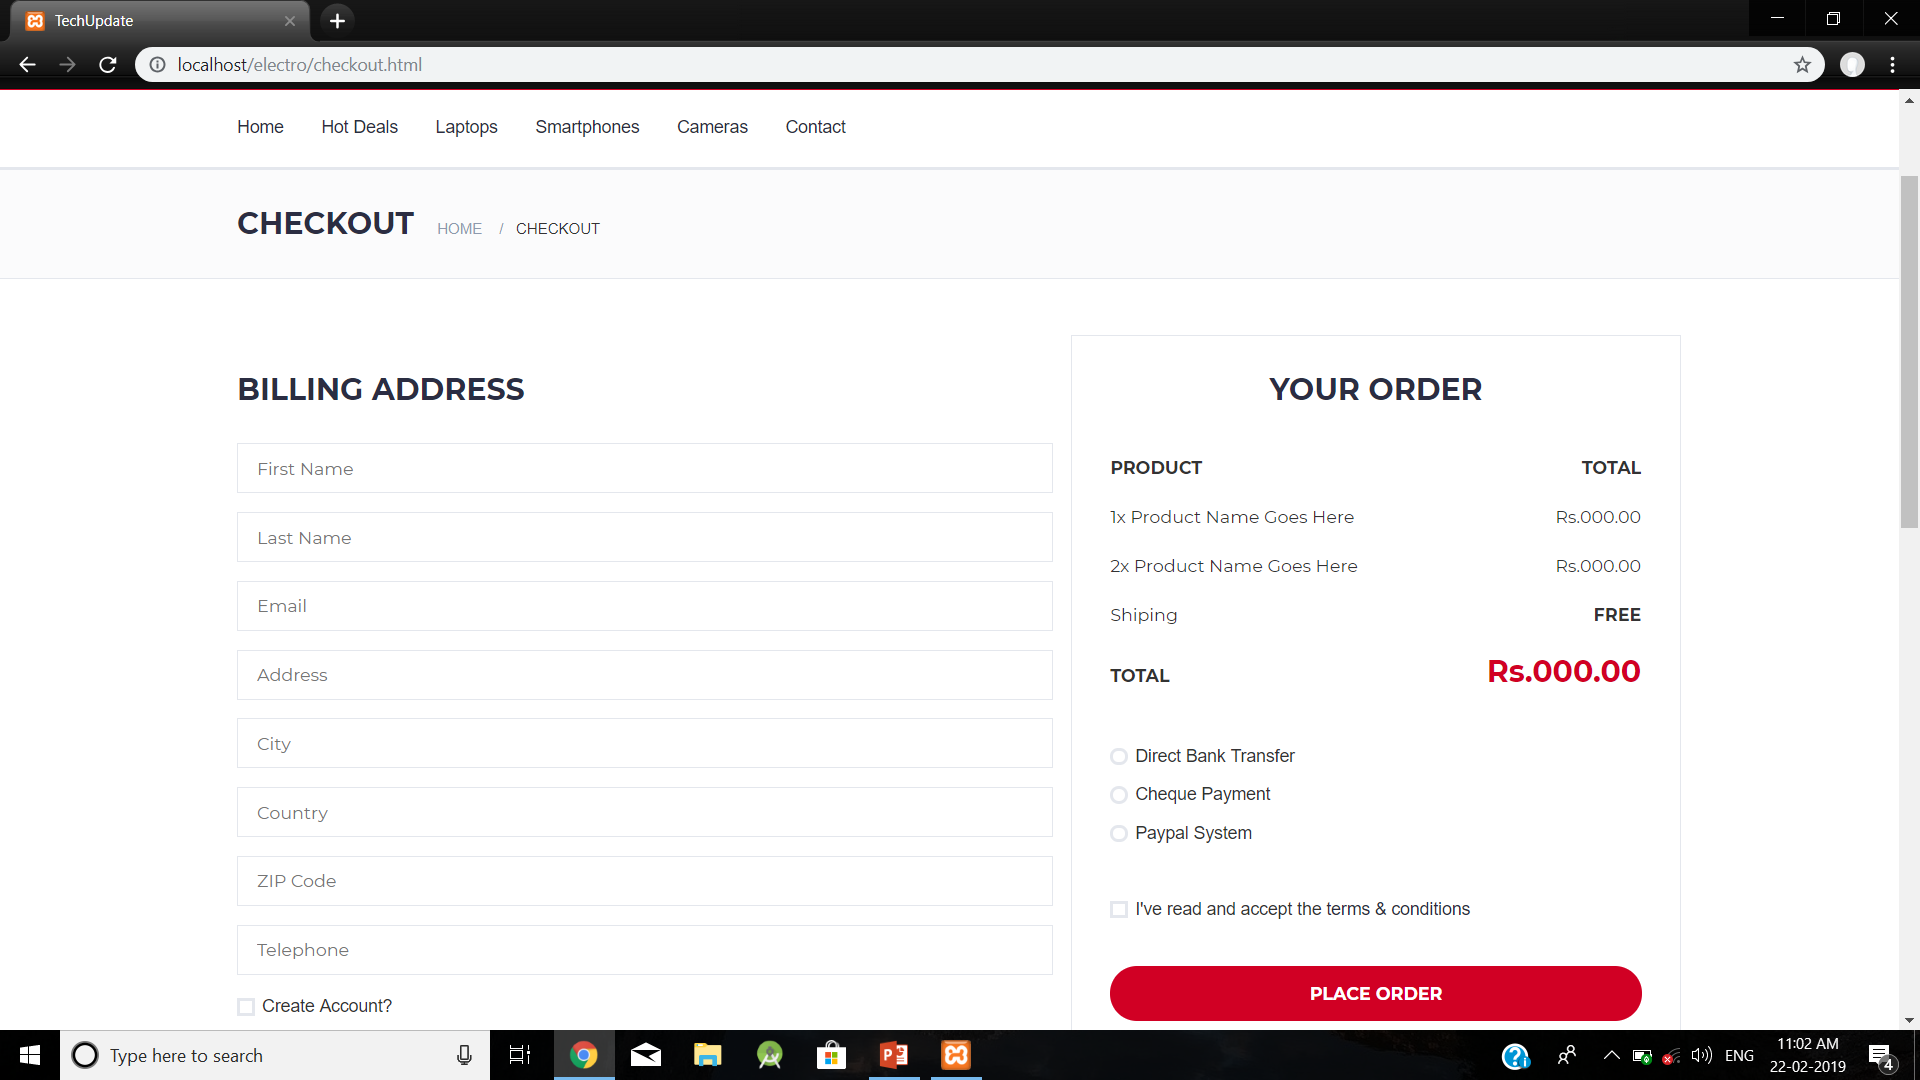 TechUpdate
localhost/electro/checkout.html
Home Hot Deals Laptops Smartphones Cameras Contact
CHECKOUT HOME / CHECKOUT
BILLING ADDRESS
First Name
Last Name
Email
Address
City
Country
ZIP Code
Telephone
Create Account?
YOUR ORDER
PRODUCT TOTAL
1x Product Name Goes Here Rs.000.00
2x Product Name Goes Here Rs.000.00
Shiping FREE
TOTAL Rs.000.00
Direct Bank Transfer
Cheque Payment
Paypal System
I've read and accept the terms & conditions
PLACE ORDER
Type here to search
ENG
11:02 AM
22-02-2019
4